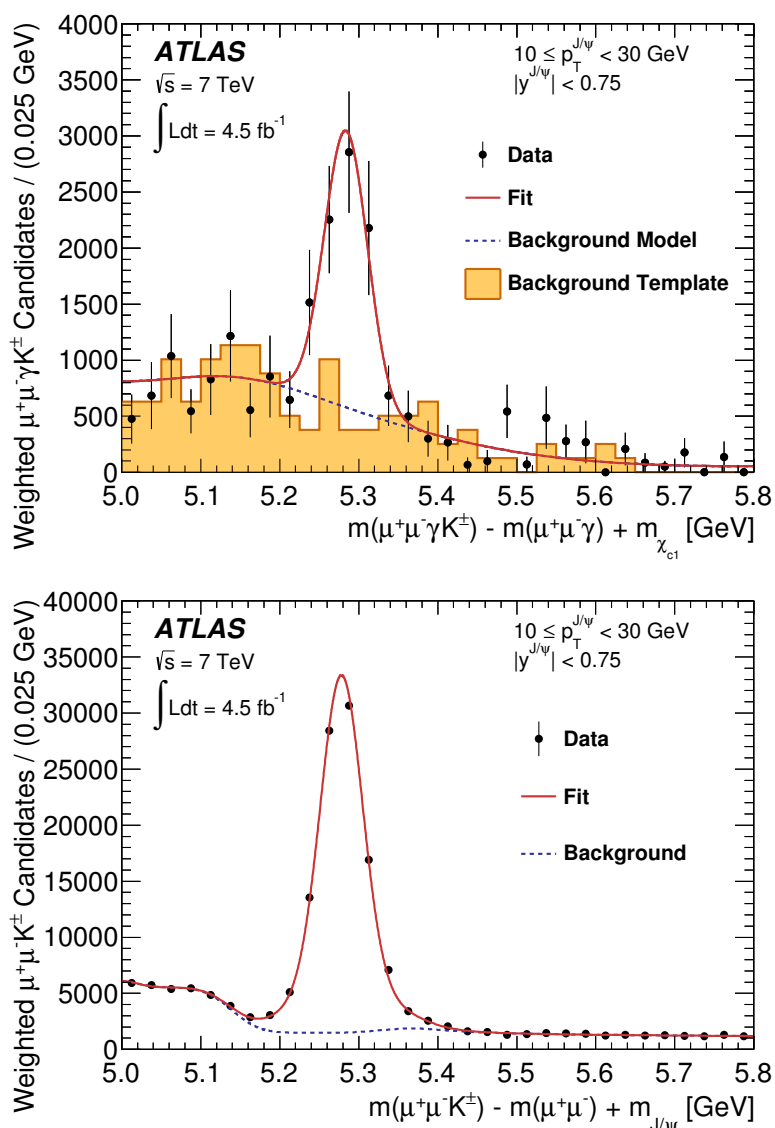 Weighted μ⁺μ⁻γK± Candidates / (0.025 GeV)
4000
3500
3000
2500
2000
1500
1000
500
0
ATLAS
√s = 7 TeV
∫ Ldt = 4.5 fb⁻¹
10 ≤ p_T^{J/ψ} < 30 GeV
|y^{J/ψ}| < 0.75
Data
Fit
Background Model
Background Template
5.0 5.1 5.2 5.3 5.4 5.5 5.6 5.7 5.8
m(μ⁺μ⁻γK±) - m(μ⁺μ⁻γ) + m_{χ_{c1}} [GeV]
Weighted μ⁺μ⁻K± Candidates / (0.025 GeV)
40000
35000
30000
25000
20000
15000
10000
5000
0
ATLAS
√s = 7 TeV
∫ Ldt = 4.5 fb⁻¹
10 ≤ p_T^{J/ψ} < 30 GeV
|y^{J/ψ}| < 0.75
Data
Fit
Background
5.0 5.1 5.2 5.3 5.4 5.5 5.6 5.7 5.8
m(μ⁺μ⁻K±) - m(μ⁺μ⁻) + m_{J/ψ} [GeV]